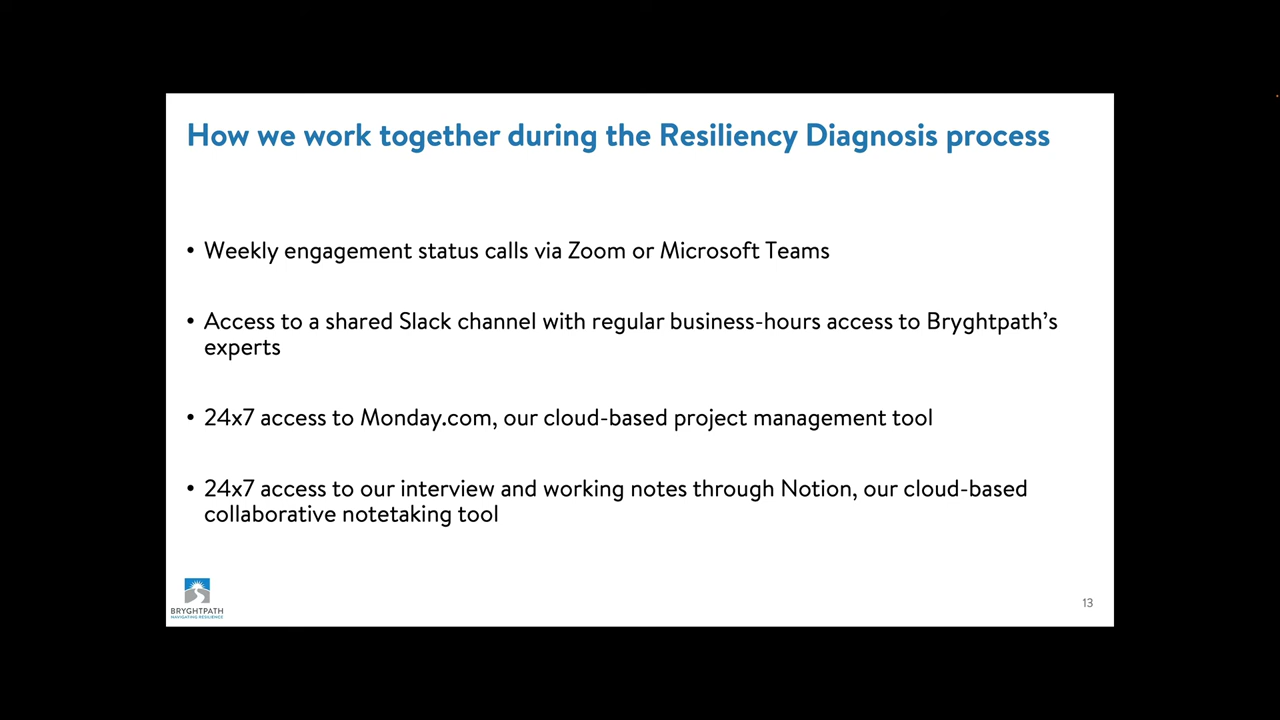 How we work together during the Resiliency Diagnosis process
• Weekly engagement status calls via Zoom or Microsoft Teams
• Access to a shared Slack channel with regular business-hours access to Bryghtpath’s
experts
• 24x7 access to Monday.com, our cloud-based project management tool
• 24x7 access to our interview and working notes through Notion, our cloud-based
collaborative notetaking tool
BRYGHTPATH
NAVIGATING RESILIENCE
13